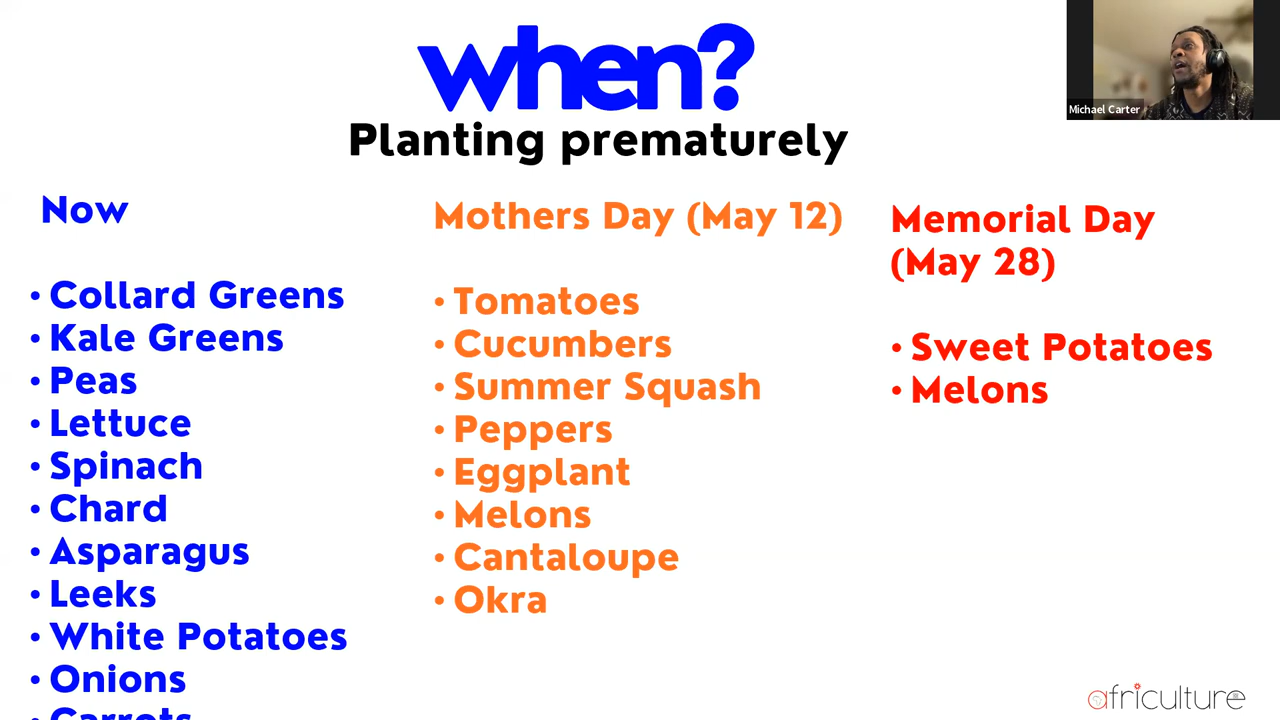 when?
Planting prematurely
Michael Carter
Now
• Collard Greens
• Kale Greens
• Peas
• Lettuce
• Spinach
• Chard
• Asparagus
• Leeks
• White Potatoes
• Onions
• Carrots
Mothers Day (May 12)
• Tomatoes
• Cucumbers
• Summer Squash
• Peppers
• Eggplant
• Melons
• Cantaloupe
• Okra
Memorial Day
(May 28)
• Sweet Potatoes
• Melons
africulture